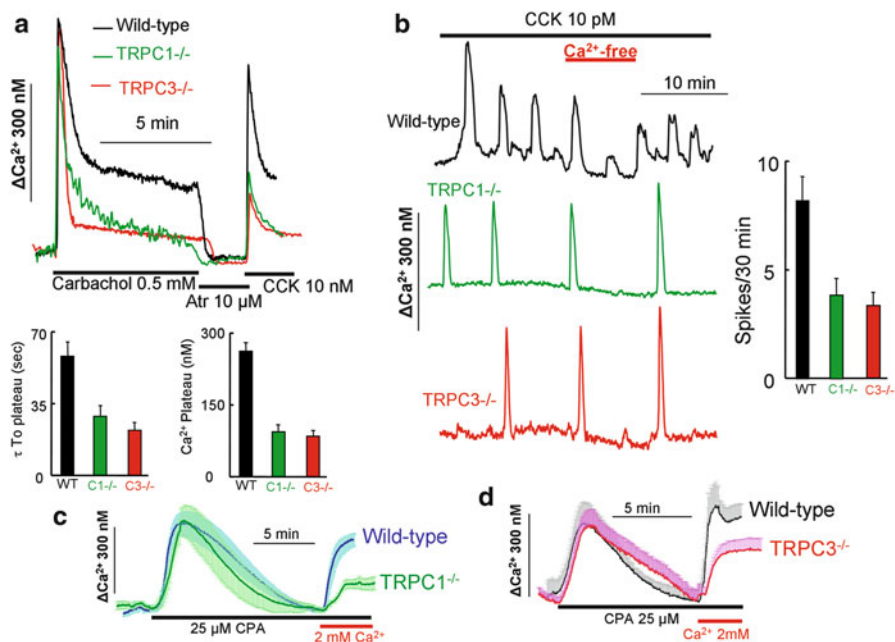 a
Wild-type
TRPC1-/-
TRPC3-/-
5 min
ΔCa²⁺ 300 nM
Carbachol 0.5 mM
Atr 10 μM
CCK 10 nM
b
CCK 10 pM
Ca²⁺-free
10 min
Wild-type
TRPC1-/-
ΔCa²⁺ 300 nM
TRPC3-/-
10
5
0
Spikes/30 min
WT
C1-/-
C3-/-
70
35
0
τ To plateau (sec)
WT
C1-/-
C3-/-
300
150
0
Ca²⁺ Plateau (nM)
WT
C1-/-
C3-/-
c
ΔCa²⁺ 300 nM
5 min
Wild-type
TRPC1⁻/⁻
25 μM CPA
2 mM Ca²⁺
d
ΔCa²⁺ 300 nM
5 min
Wild-type
TRPC3⁻/⁻
CPA 25 μM
Ca²⁺ 2mM